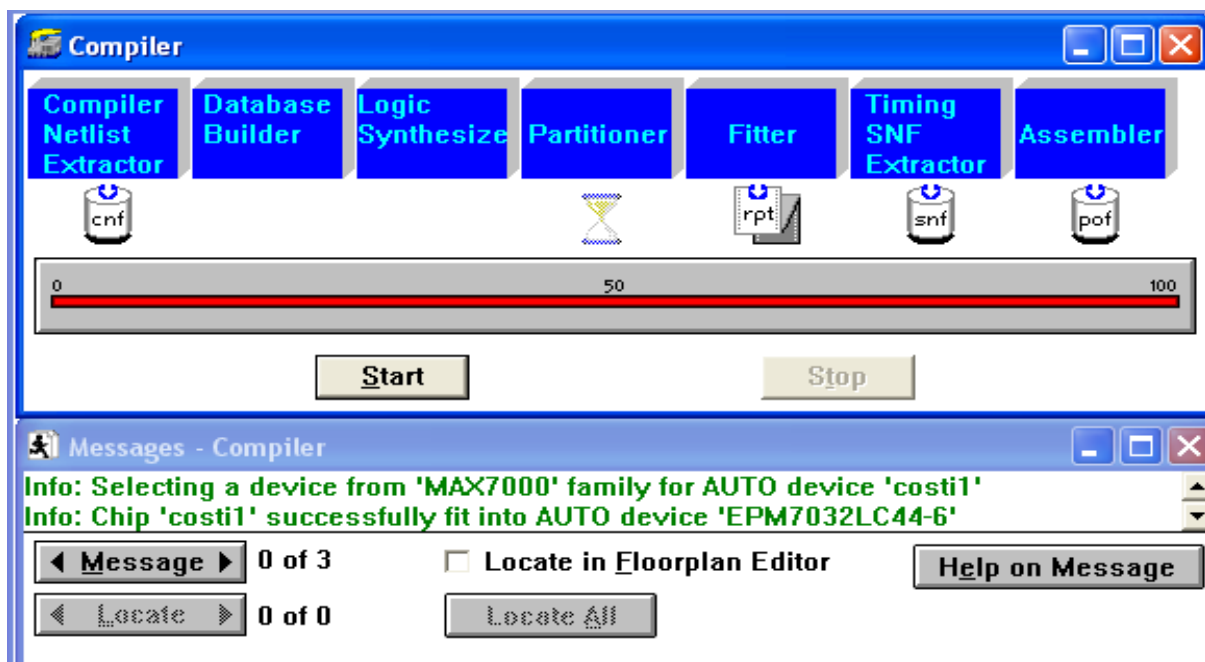 Compiler
Compiler Netlist Extractor
Database Builder
Logic Synthesize
Partitioner
Fitter
Timing SNF Extractor
Assembler
cnf
rpt
snf
pof
0 50 100
Start Stop
Messages - Compiler
Info: Selecting a device from 'MAX7000' family for AUTO device 'costi1'
Info: Chip 'costi1' successfully fit into AUTO device 'EPM7032LC44-6'
Message 0 of 3 Locate in Floorplan Editor Help on Message
Locate 0 of 0 Locate All